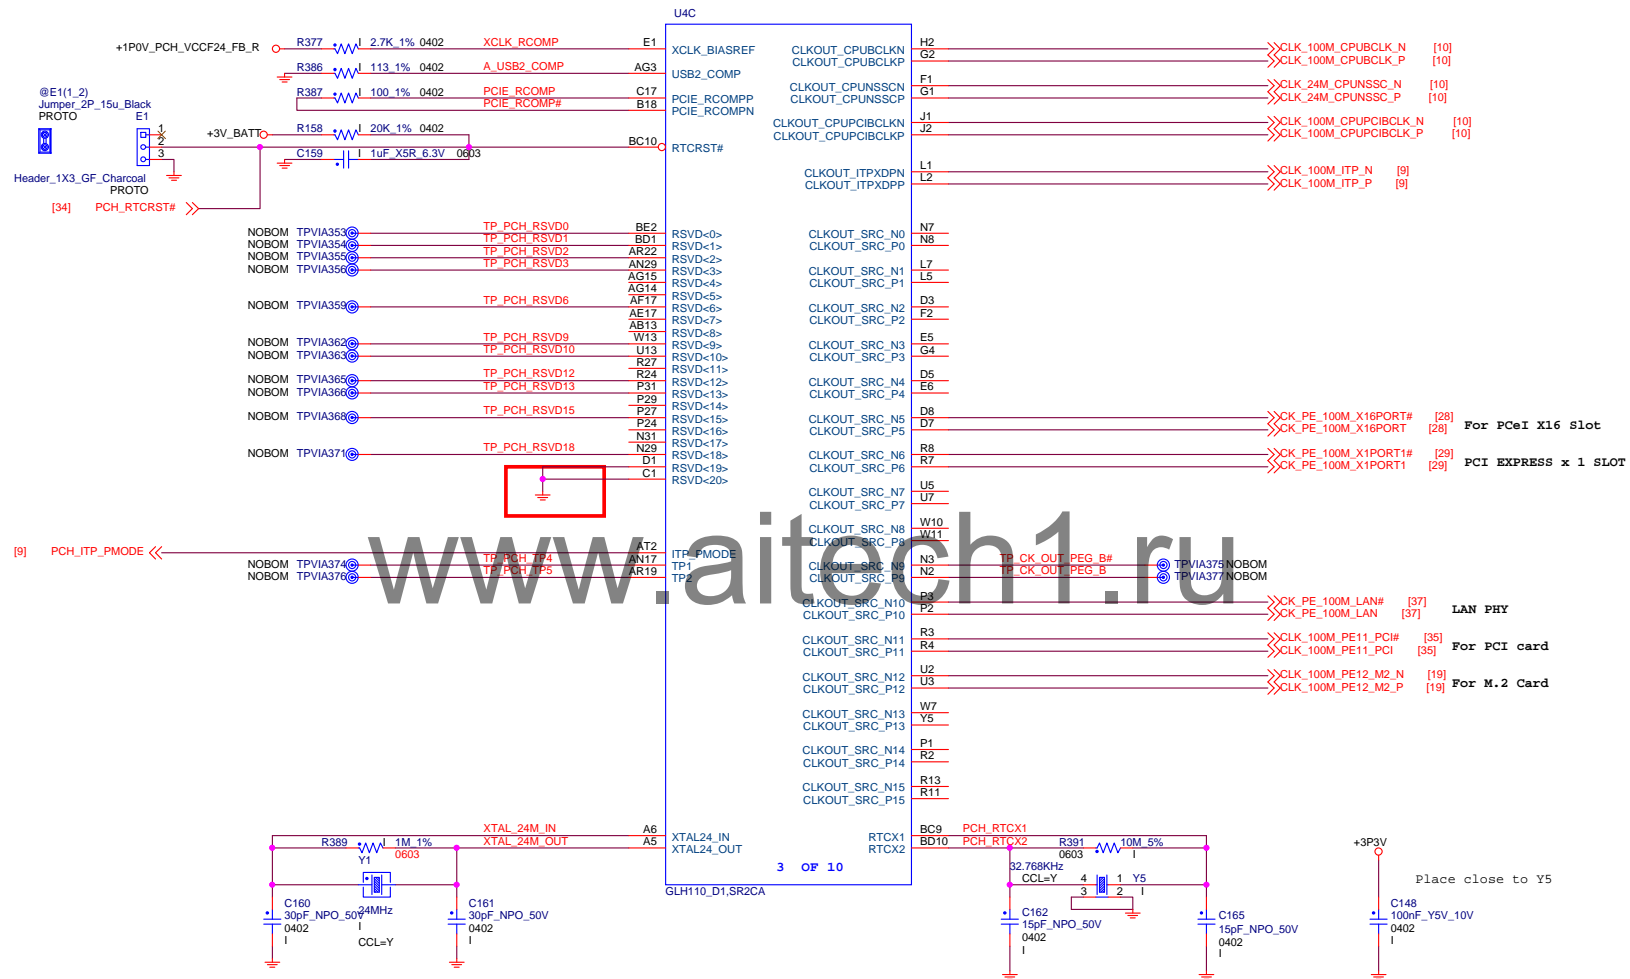 U4C
+1P0V_PCH_VCCF24_FB_R R377 I 2.7K_1% 0402 XCLK_RCOMP E1 XCLK_BIASREF
R386 I 113_1% 0402 A_USB2_COMP AG3 USB2_COMP
R387 I 100_1% 0402 PCIE_RCOMP C17 PCIE_RCOMPP
PCIE_RCOMP# B18 PCIE_RCOMPN
@E1(1_2)
Jumper_2P_15u_Black
PROTO E1
1
2
3
Header_1X3_GF_Charcoal
PROTO
+3V_BATT R158 I 20K_1% 0402
BC10 RTCRST#
C159 I 1uF_X5R_6.3V 0603
[34] PCH_RTCRST#
NOBOM TPVIA353 TP_PCH_RSVD0 BE2 RSVD<0>
NOBOM TPVIA354 TP_PCH_RSVD1 BD1 RSVD<1>
NOBOM TPVIA355 TP_PCH_RSVD2 AR22 RSVD<2>
NOBOM TPVIA356 TP_PCH_RSVD3 AN29 RSVD<3>
AG15 RSVD<4>
AG14 RSVD<5>
NOBOM TPVIA359 TP_PCH_RSVD6 AF17 RSVD<6>
AE17 RSVD<7>
AB13 RSVD<8>
NOBOM TPVIA362 TP_PCH_RSVD9 W13 RSVD<9>
NOBOM TPVIA363 TP_PCH_RSVD10 U13 RSVD<10>
R27 RSVD<11>
NOBOM TPVIA365 TP_PCH_RSVD12 R24 RSVD<12>
NOBOM TPVIA366 TP_PCH_RSVD13 P31 RSVD<13>
P29 RSVD<14>
NOBOM TPVIA368 TP_PCH_RSVD15 P27 RSVD<15>
P24 RSVD<16>
N31 RSVD<17>
NOBOM TPVIA371 TP_PCH_RSVD18 N29 RSVD<18>
D1 RSVD<19>
C1 RSVD<20>
[9] PCH_ITP_PMODE AT2 ITP_PMODE
NOBOM TPVIA374 TP_PCH_TP4 AN17 TP1
NOBOM TPVIA376 TP_PCH_TP5 AR19 TP2
CLKOUT_CPUBCLKN H2 CLK_100M_CPUBCLK_N [10]
CLKOUT_CPUBCLKP G2 CLK_100M_CPUBCLK_P [10]
CLKOUT_CPUNSSCN F1 CLK_24M_CPUNSSC_N [10]
CLKOUT_CPUNSSCP G1 CLK_24M_CPUNSSC_P [10]
CLKOUT_CPUPCIBCLKN J1 CLK_100M_CPUPCIBCLK_N [10]
CLKOUT_CPUPCIBCLKP J2 CLK_100M_CPUPCIBCLK_P [10]
CLKOUT_ITPXDPN L1 CLK_100M_ITP_N [9]
CLKOUT_ITPXDPP L2 CLK_100M_ITP_P [9]
CLKOUT_SRC_N0 N7
CLKOUT_SRC_P0 N8
CLKOUT_SRC_N1 L7
CLKOUT_SRC_P1 L5
CLKOUT_SRC_N2 D3
CLKOUT_SRC_P2 F2
CLKOUT_SRC_N3 E5
CLKOUT_SRC_P3 G4
CLKOUT_SRC_N4 D5
CLKOUT_SRC_P4 E6
CLKOUT_SRC_N5 D8 CK_PE_100M_X16PORT# [28]
CLKOUT_SRC_P5 D7 CK_PE_100M_X16PORT [28]
For PCeI X16 Slot
CLKOUT_SRC_N6 R8 CK_PE_100M_X1PORT1# [29]
CLKOUT_SRC_P6 R7 CK_PE_100M_X1PORT1 [29]
PCI EXPRESS x 1 SLOT
CLKOUT_SRC_N7 U5
CLKOUT_SRC_P7 U7
CLKOUT_SRC_N8 W10
CLKOUT_SRC_P8 W11
CLKOUT_SRC_N9 N3 TP_CK_OUT_PEG_B# TPVIA375 NOBOM
CLKOUT_SRC_P9 N2 TP_CK_OUT_PEG_B TPVIA377 NOBOM
CLKOUT_SRC_N10 P3 CK_PE_100M_LAN# [37]
CLKOUT_SRC_P10 P2 CK_PE_100M_LAN [37]
LAN PHY
CLKOUT_SRC_N11 R3 CLK_100M_PE11_PCI# [35]
CLKOUT_SRC_P11 R4 CLK_100M_PE11_PCI [35]
For PCI card
CLKOUT_SRC_N12 U2 CLK_100M_PE12_M2_N [19]
CLKOUT_SRC_P12 U3 CLK_100M_PE12_M2_P [19]
For M.2 Card
CLKOUT_SRC_N13 W7
CLKOUT_SRC_P13 Y5
CLKOUT_SRC_N14 P1
CLKOUT_SRC_P14 R2
CLKOUT_SRC_N15 R13
CLKOUT_SRC_P15 R11
www.aitech1.ru
XTAL_24M_IN A6 XTAL24_IN
R389 I 1M_1% XTAL_24M_OUT A5 XTAL24_OUT
0603
Y1
24MHz
I
CCL=Y
C160
30pF_NPO_50V
0402
I
C161
30pF_NPO_50V
0402
I
3 OF 10
GLH110_D1,SR2CA
RTCX1 BC9 PCH_RTCX1
RTCX2 BD10 PCH_RTCX2
R391 10M_5%
0603 I
32.768KHz
CCL=Y 4 1 Y5
3 2 I
C162
15pF_NPO_50V
0402
I
C165
15pF_NPO_50V
0402
I
+3P3V
Place close to Y5
C148
100nF_Y5V_10V
0402
I